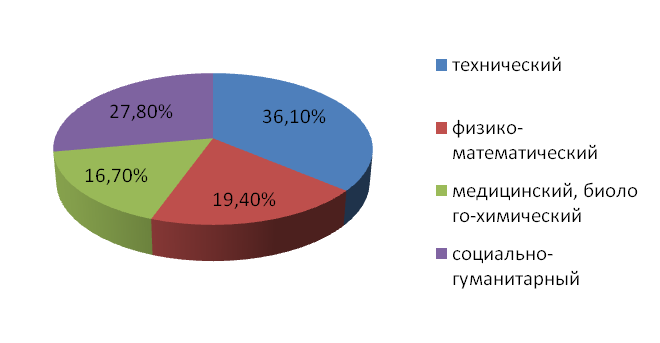 27,80%
36,10%
16,70%
19,40%
технический
физико-
математический
медицинский, биоло
го-химический
социально-
гуманитарный